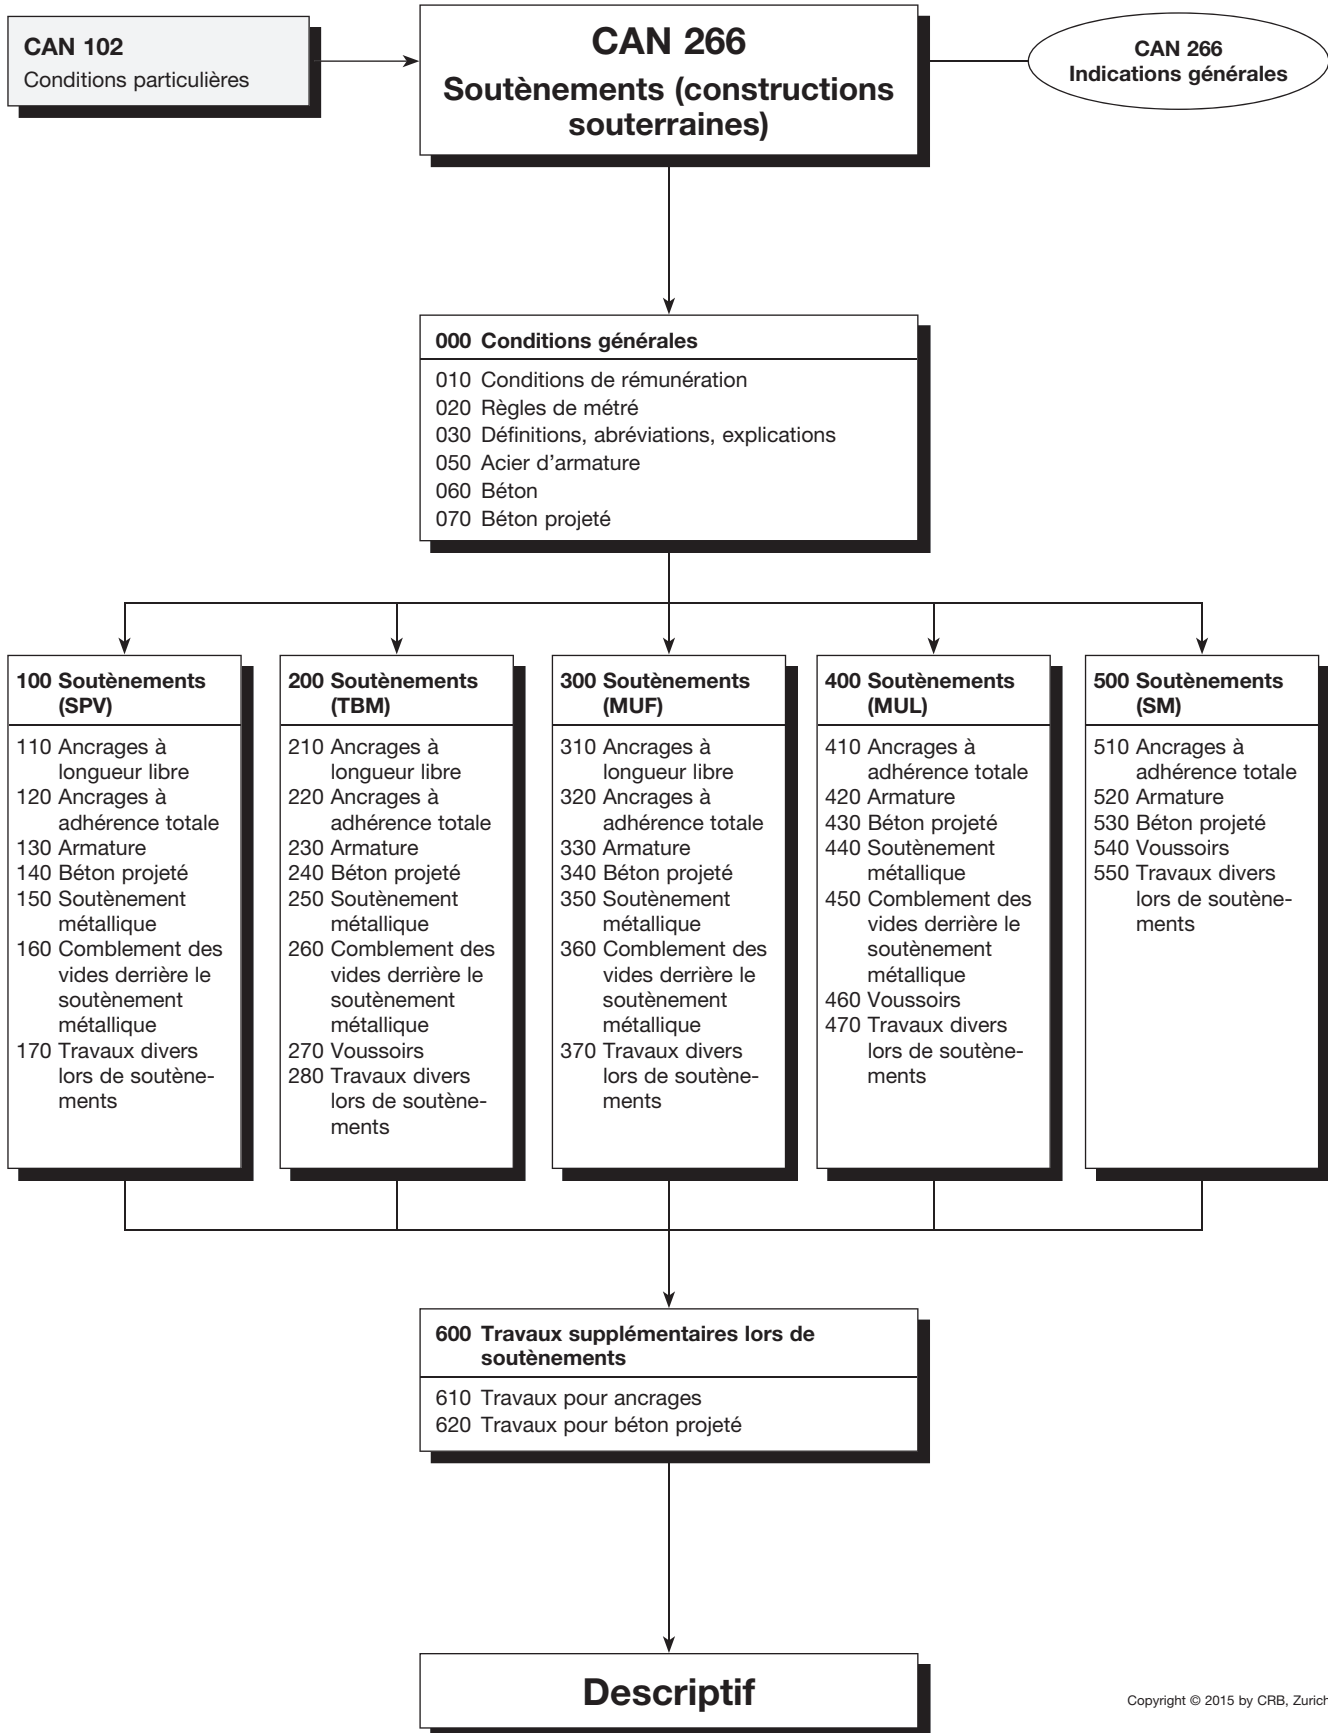 CAN 102
Conditions particulières
CAN 266
Soutènements (constructions
souterraines)
CAN 266
Indications générales
000 Conditions générales
010 Conditions de rémunération
020 Règles de métré
030 Définitions, abréviations, explications
050 Acier d’armature
060 Béton
070 Béton projeté
100 Soutènements
(SPV)
110 Ancrages à
longueur libre
120 Ancrages à
adhérence totale
130 Armature
140 Béton projeté
150 Soutènement
métallique
160 Comblement des
vides derrière le
soutènement
métallique
170 Travaux divers
lors de soutène-
ments
200 Soutènements
(TBM)
210 Ancrages à
longueur libre
220 Ancrages à
adhérence totale
230 Armature
240 Béton projeté
250 Soutènement
métallique
260 Comblement des
vides derrière le
soutènement
métallique
270 Voussoirs
280 Travaux divers
lors de soutène-
ments
300 Soutènements
(MUF)
310 Ancrages à
longueur libre
320 Ancrages à
adhérence totale
330 Armature
340 Béton projeté
350 Soutènement
métallique
360 Comblement des
vides derrière le
soutènement
métallique
370 Travaux divers
lors de soutène-
ments
400 Soutènements
(MUL)
410 Ancrages à
adhérence totale
420 Armature
430 Béton projeté
440 Soutènement
métallique
450 Comblement des
vides derrière le
soutènement
métallique
460 Voussoirs
470 Travaux divers
lors de soutène-
ments
500 Soutènements
(SM)
510 Ancrages à
adhérence totale
520 Armature
530 Béton projeté
540 Voussoirs
550 Travaux divers
lors de soutène-
ments
600 Travaux supplémentaires lors de
soutènements
610 Travaux pour ancrages
620 Travaux pour béton projeté
Descriptif
Copyright © 2015 by CRB, Zurich